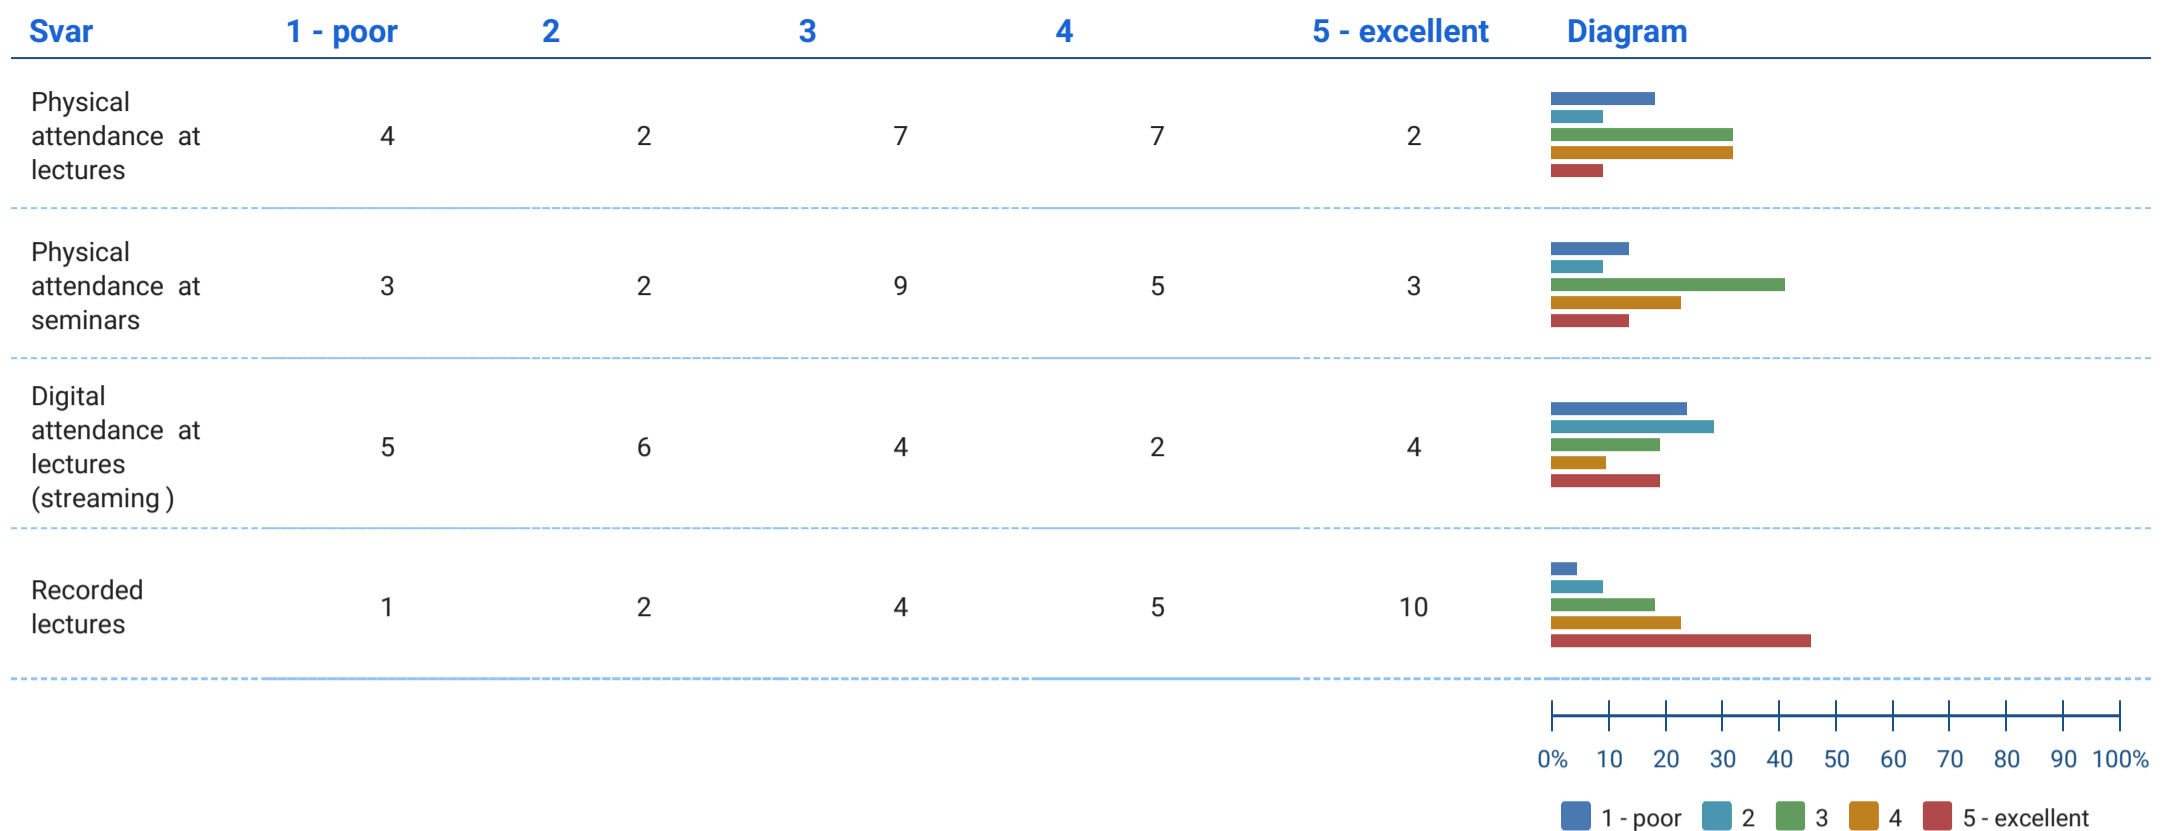 Svar 1 - poor 2 3 4 5 - excellent Diagram
Physical
attendance at
lectures
4 2 7 7 2
Physical
attendance at
seminars
3 2 9 5 3
Digital
attendance at
lectures
(streaming )
5 6 4 2 4
Recorded
lectures
1 2 4 5 10
0% 10 20 30 40 50 60 70 80 90 100%
1 - poor 2 3 4 5 - excellent